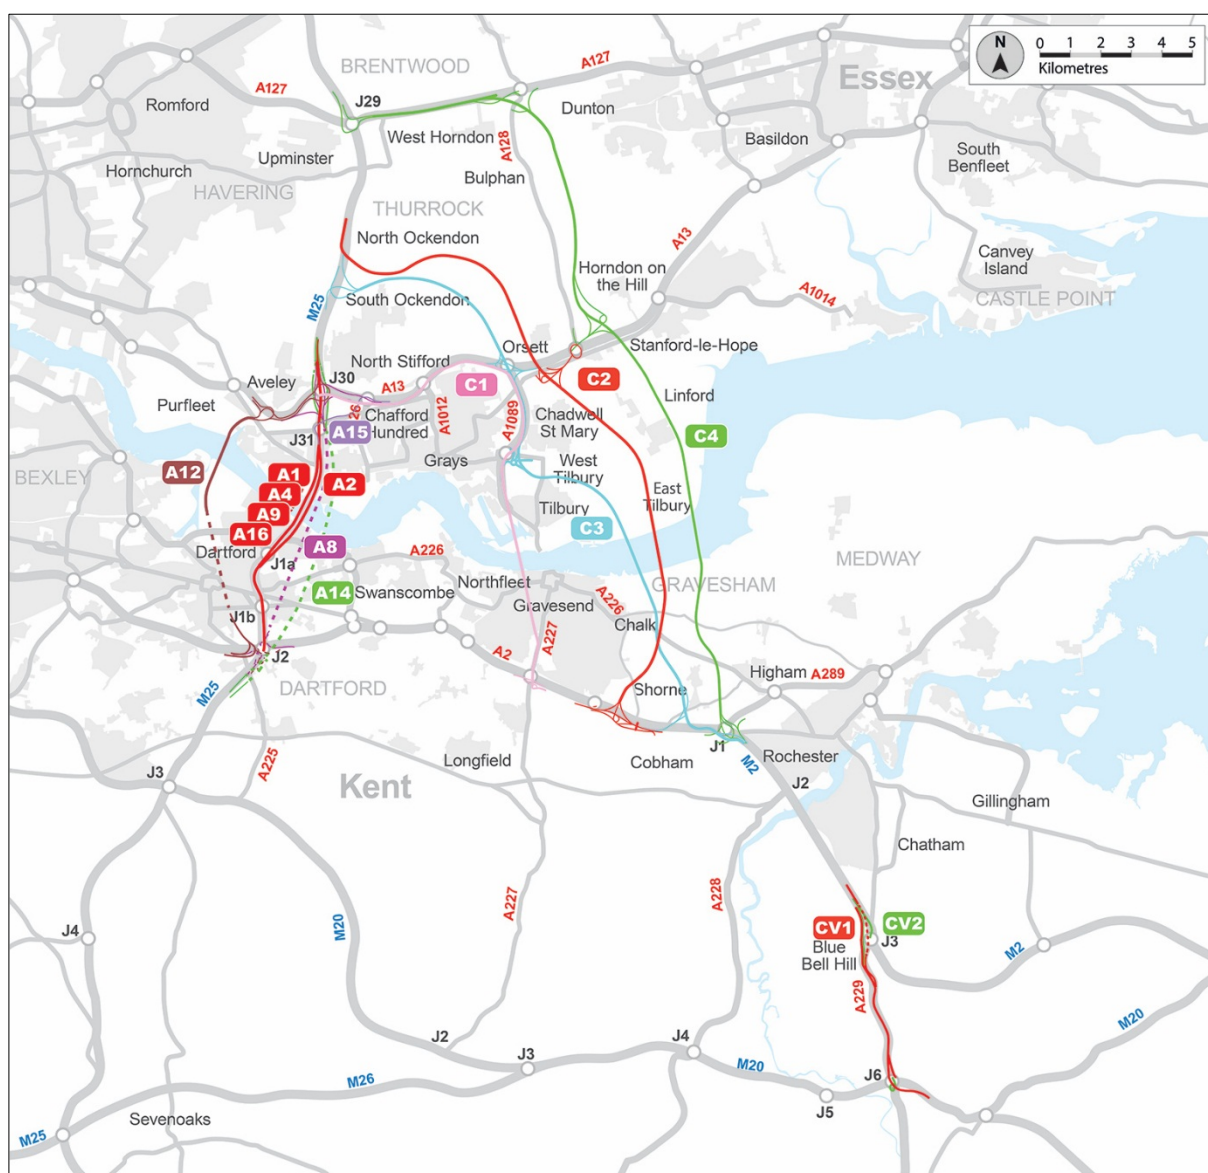 N
0 1 2 3 4 5
Kilometres
A127
BRENTWOOD
Essex
Romford
A127
J29
Dunton
West Horndon
Upminster
A128
Basildon
South
Benfleet
Hornchurch
Bulphan
HAVERING
THURROCK
North Ockendon
A13
Canvey
Island
Horndon on
the Hill
CASTLE POINT
A1014
M25
South Ockendon
Orsett
Stanford-le-Hope
North Stifford
Aveley
J30
A13
C1
C2
Linford
Purfleet
26
Chafford
Hundred
A1012
A1089
Chadwell
St Mary
A15
J31
C4
BEXLEY
A12
A1
A2
Grays
West
Tilbury
A4
East
Tilbury
A9
Tilbury
A16
C3
Dartford
A8
A226
MEDWAY
J1a
Northfleet
GRAVESHAM
A14
Swanscombe
Gravesend
A226
J1b
Chalk
A227
J2
A2
Higham
A289
M25
DARTFORD
Shorne
J1
Longfield
Cobham
M2
Rochester
A225
J3
Kent
J2
Gillingham
Chatham
A227
A228
M20
J4
CV1
CV2
J3
Blue
Bell Hill
M2
A229
M20
J2
J4
J3
M20
M26
J6
J5
Sevenoaks
M25